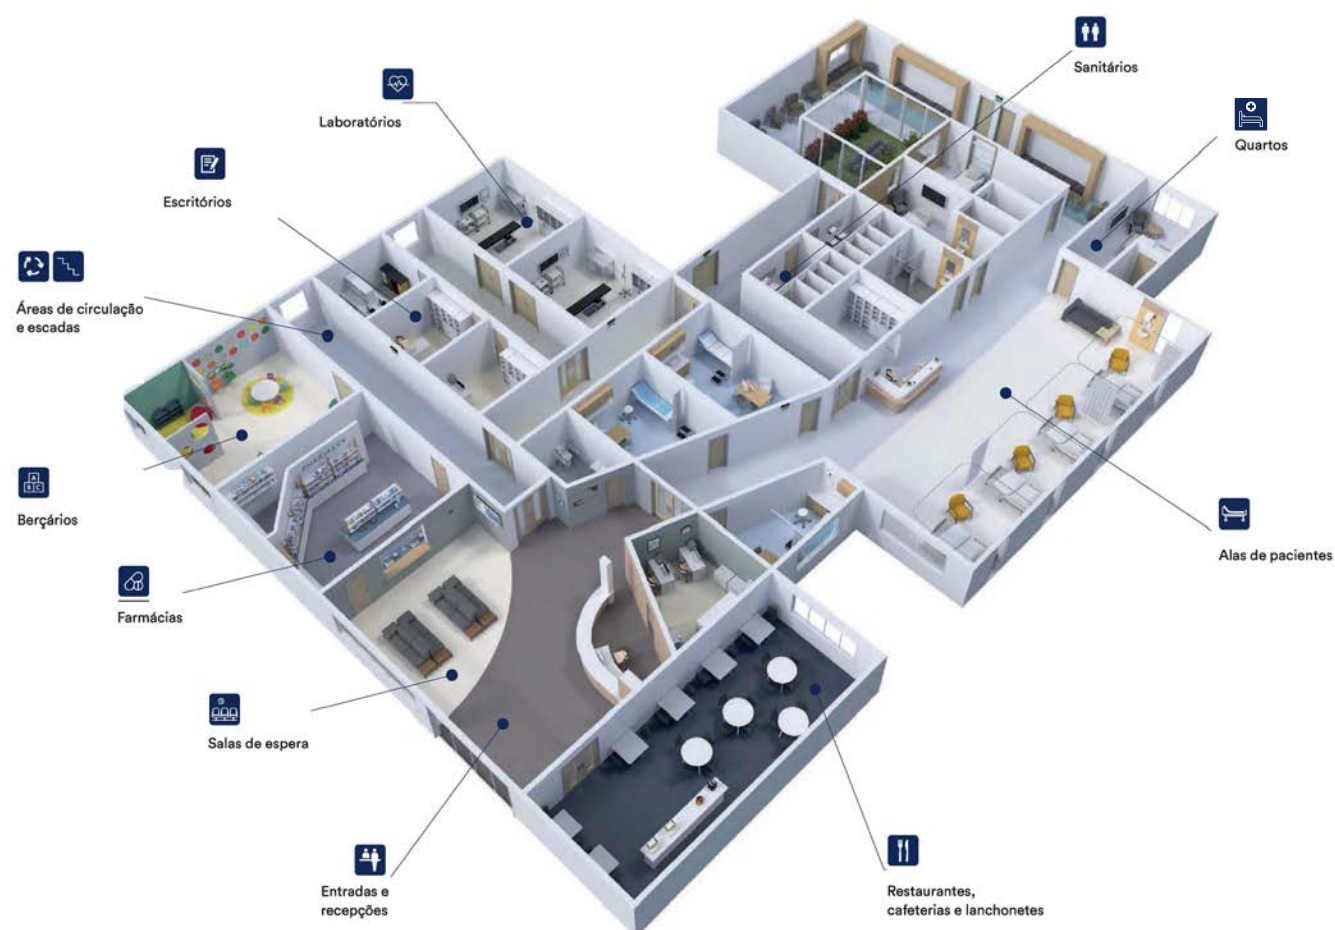 Sanitários
Laboratórios
Quartos
Escritórios
Áreas de circulação
e escadas
PHARMACY
Berçários
A
B C
Farmácias
Alas de pacientes
Salas de espera
Entradas e
recepções
Restaurantes,
cafeterias e lanchonetes